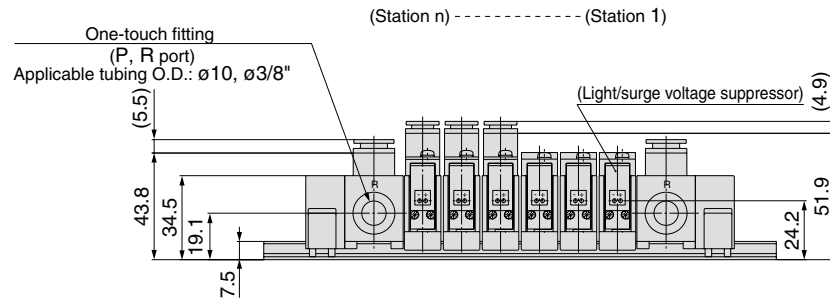 (Station n) ----------- (Station 1)
One-touch fitting
(P, R port)
Applicable tubing O.D.: ø10, ø3/8"
(Light/surge voltage suppressor)
(5.5)
(4.9)
43.8
34.5
19.1
7.5
R
R
24.2
51.9